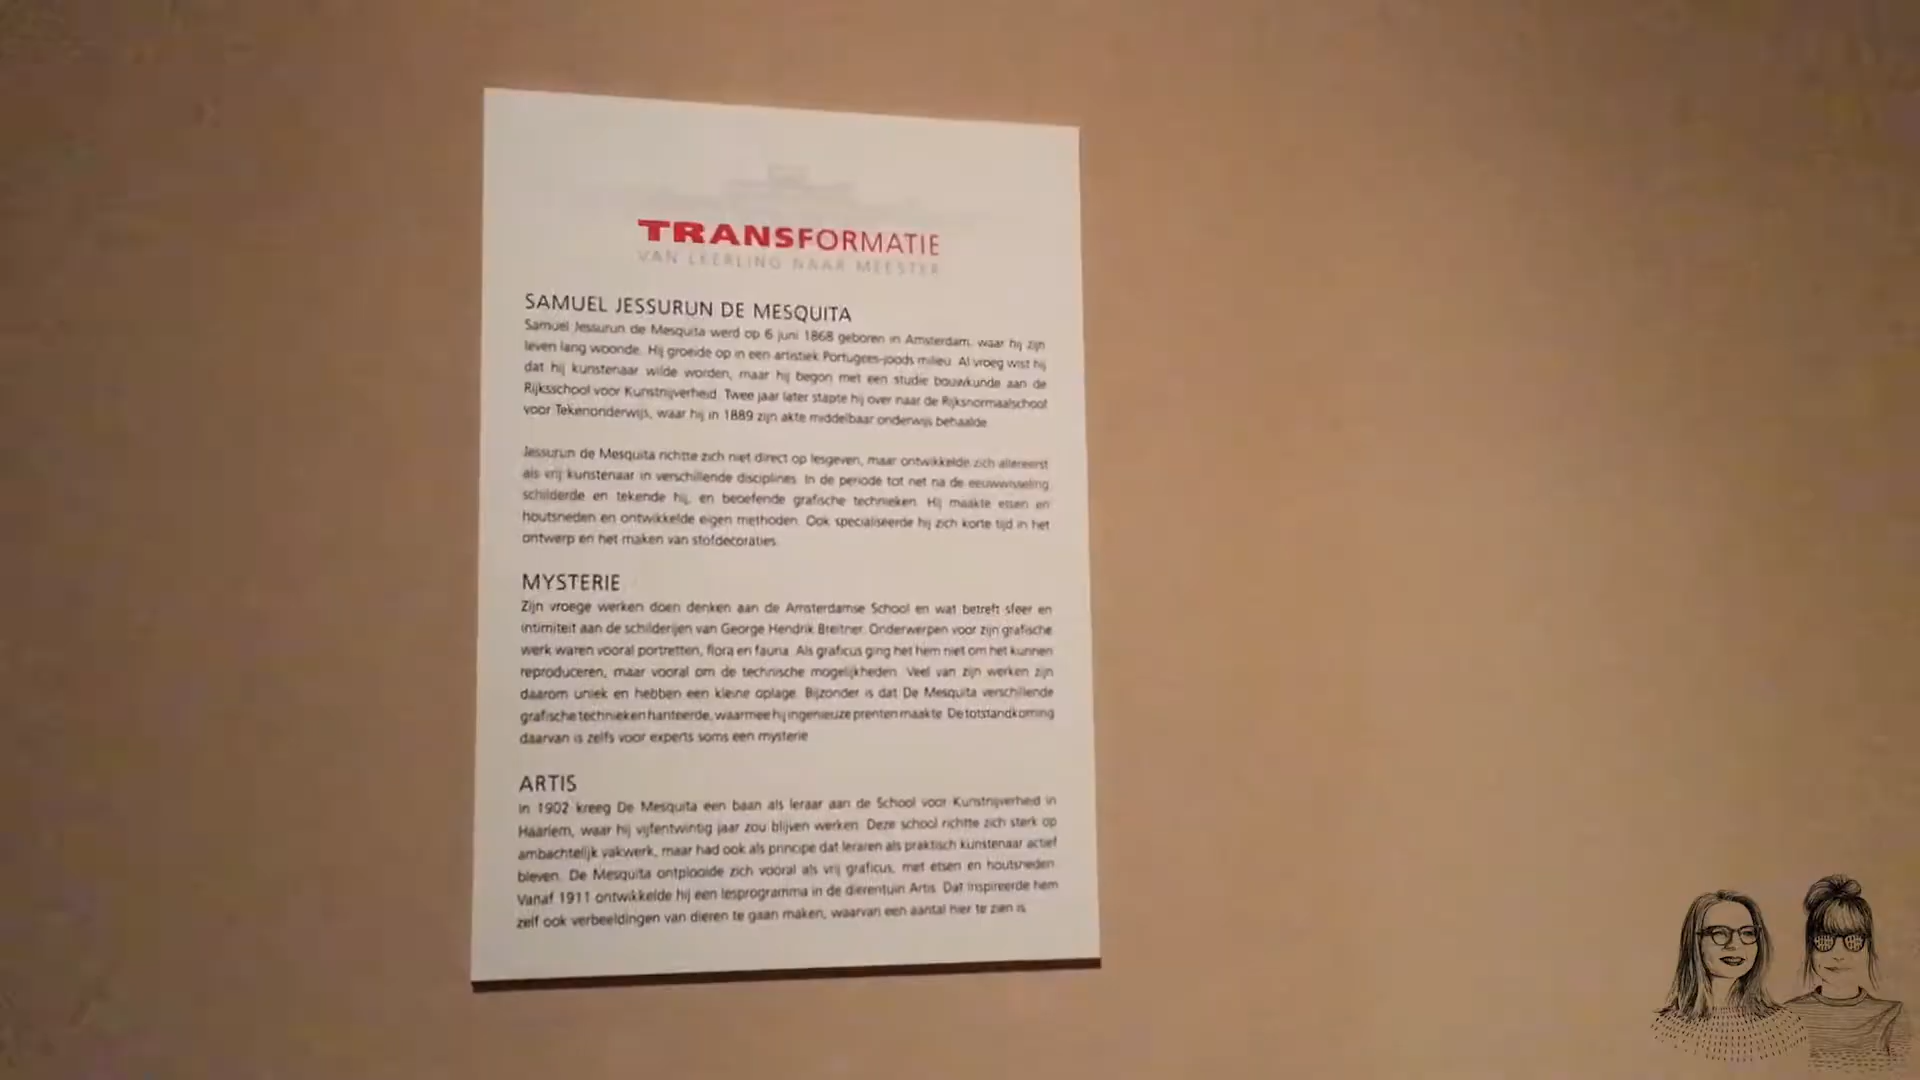 TRANSFORMATIE
VAN LEERLING NAAR MEESTER
SAMUEL JESSURUN DE MESQUITA
Samuel Jessurun de Mesquita werd op 6 juni 1868 geboren in Amsterdam, waar hij zijn
leven lang woonde. Hij groeide op in een artistiek Portugees-joods milieu. Al vroeg wist hij
dat hij kunstenaar wilde worden, maar hij begon met een studie bouwkunde aan de
Rijksschool voor Kunstnijverheid. Twee jaar later stapte hij over naar de Rijksnormaalschool
voor Tekenonderwijs, waar hij in 1889 zijn akte middelbaar onderwijs behaalde.
Jessurun de Mesquita richtte zich niet direct op lesgeven, maar ontwikkelde zich allereerst
als vrij kunstenaar in verschillende disciplines. In de periode tot net na de eeuwwisseling
schilderde en tekende hij, en beoefende grafische technieken. Hij maakte etsen en
houtsneden en ontwikkelde eigen methoden. Ook specialiseerde hij zich korte tijd in het
ontwerp en het maken van stofdecoraties.
MYSTERIE
Zijn vroege werken doen denken aan de Amsterdamse School en wat betreft sfeer en
intimiteit aan de schilderijen van George Hendrik Breitner. Onderwerpen voor zijn grafische
werk waren vooral portretten, flora en fauna. Als graficus ging het hem niet om het kunnen
reproduceren, maar vooral om de technische mogelijkheden. Veel van zijn werken zijn
daarom uniek en hebben een kleine oplage. Bijzonder is dat De Mesquita verschillende
grafische technieken hanteerde, waarmee hij ingenieuze prenten maakte. De totstandkoming
daarvan is zelfs voor experts soms een mysterie.
ARTIS
In 1902 kreeg De Mesquita een baan als leraar aan de School voor Kunstnijverheid in
Haarlem, waar hij vijfentwintig jaar zou blijven werken. Deze school richtte zich sterk op
ambachtelijk vakwerk, maar had ook als principe dat leraren als praktisch kunstenaar actief
bleven. De Mesquita ontplooide zich vooral als vrij graficus, met etsen en houtsneden.
Vanaf 1911 ontwikkelde hij een lesprogramma in de dierentuin Artis. Dat inspireerde hem
zelf ook verbeeldingen van dieren te gaan maken, waarvan een aantal hier te zien is.